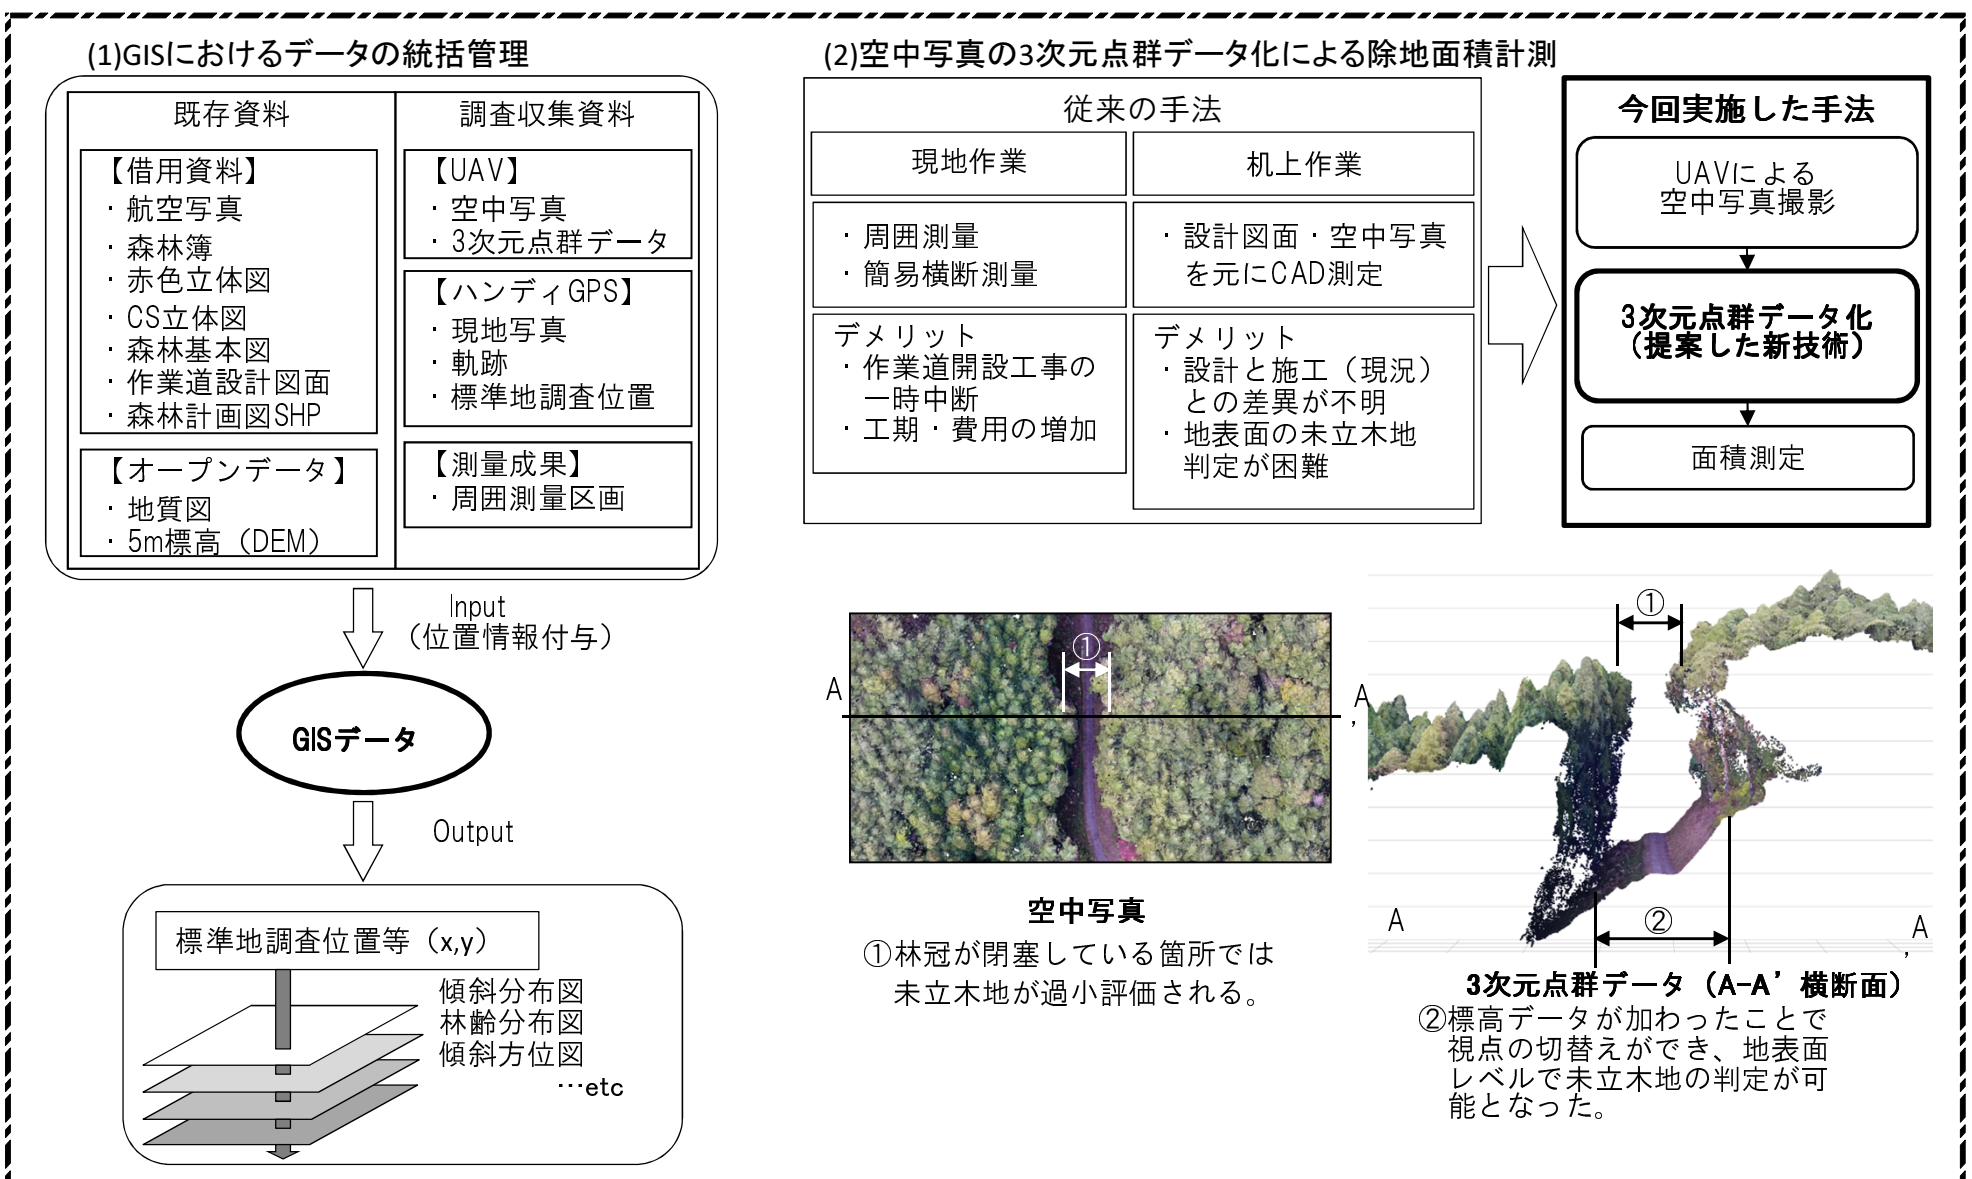 (1)GISにおけるデータの統括管理
既存資料
【借用資料】
・航空写真
・森林簿
・赤色立体図
・CS立体図
・森林基本図
・作業道設計図面
・森林計画図SHP
【オープンデータ】
・地質図
・5m標高（DEM）
調査収集資料
【UAV】
・空中写真
・3次元点群データ
【ハンディGPS】
・現地写真
・軌跡
・標準地調査位置
【測量成果】
・周囲測量区画
Input
（位置情報付与）
GISデータ
Output
標準地調査位置等（x,y）
傾斜分布図
林齢分布図
傾斜方位図
…etc
(2)空中写真の3次元点群データ化による除地面積計測
従来の手法
現地作業
・周囲測量
・簡易横断測量
デメリット
・作業道開設工事の
一時中断
・工期・費用の増加
机上作業
・設計図面・空中写真
を元にCAD測定
デメリット
・設計と施工（現況）
との差異が不明
・地表面の未立木地
判定が困難
今回実施した手法
UAVによる
空中写真撮影
3次元点群データ化
（提案した新技術）
面積測定
①
A
A'
空中写真
①林冠が閉塞している箇所では
未立木地が過小評価される。
①
A
②
A'
3次元点群データ（A-A’横断面）
②標高データが加わったことで
視点の切替えができ、地表面
レベルで未立木地の判定が可
能となった。